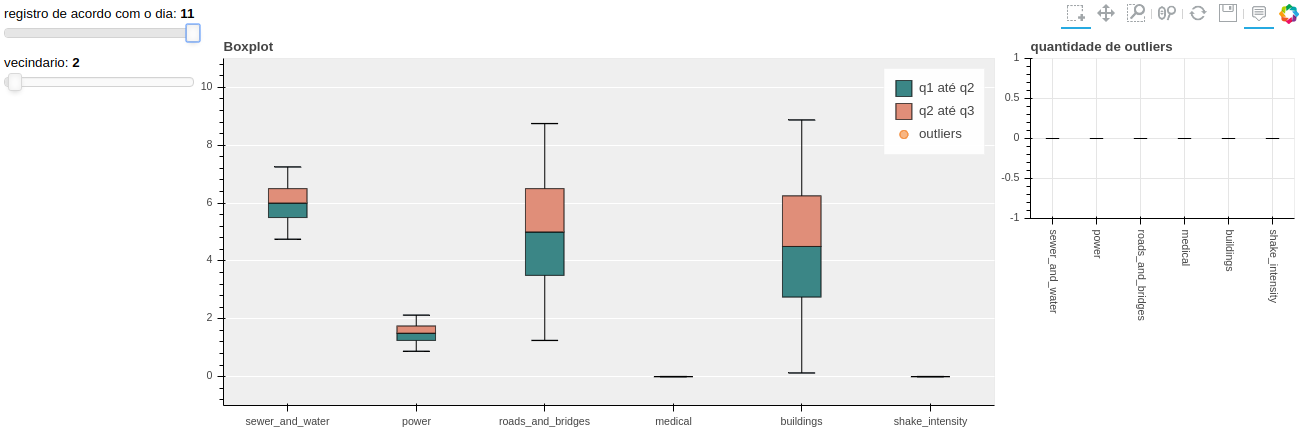 registro de acordo com o dia: 11
vecindario: 2
Boxplot
10
8
6
4
2
0
q1 até q2
q2 até q3
outliers
sewer_and_water
power
roads_and_bridges
medical
buildings
shake_intensity
quantidade de outliers
1
0.5
0
-0.5
-1
sewer_and_water
power
roads_and_bridges
medical
buildings
shake_intensity